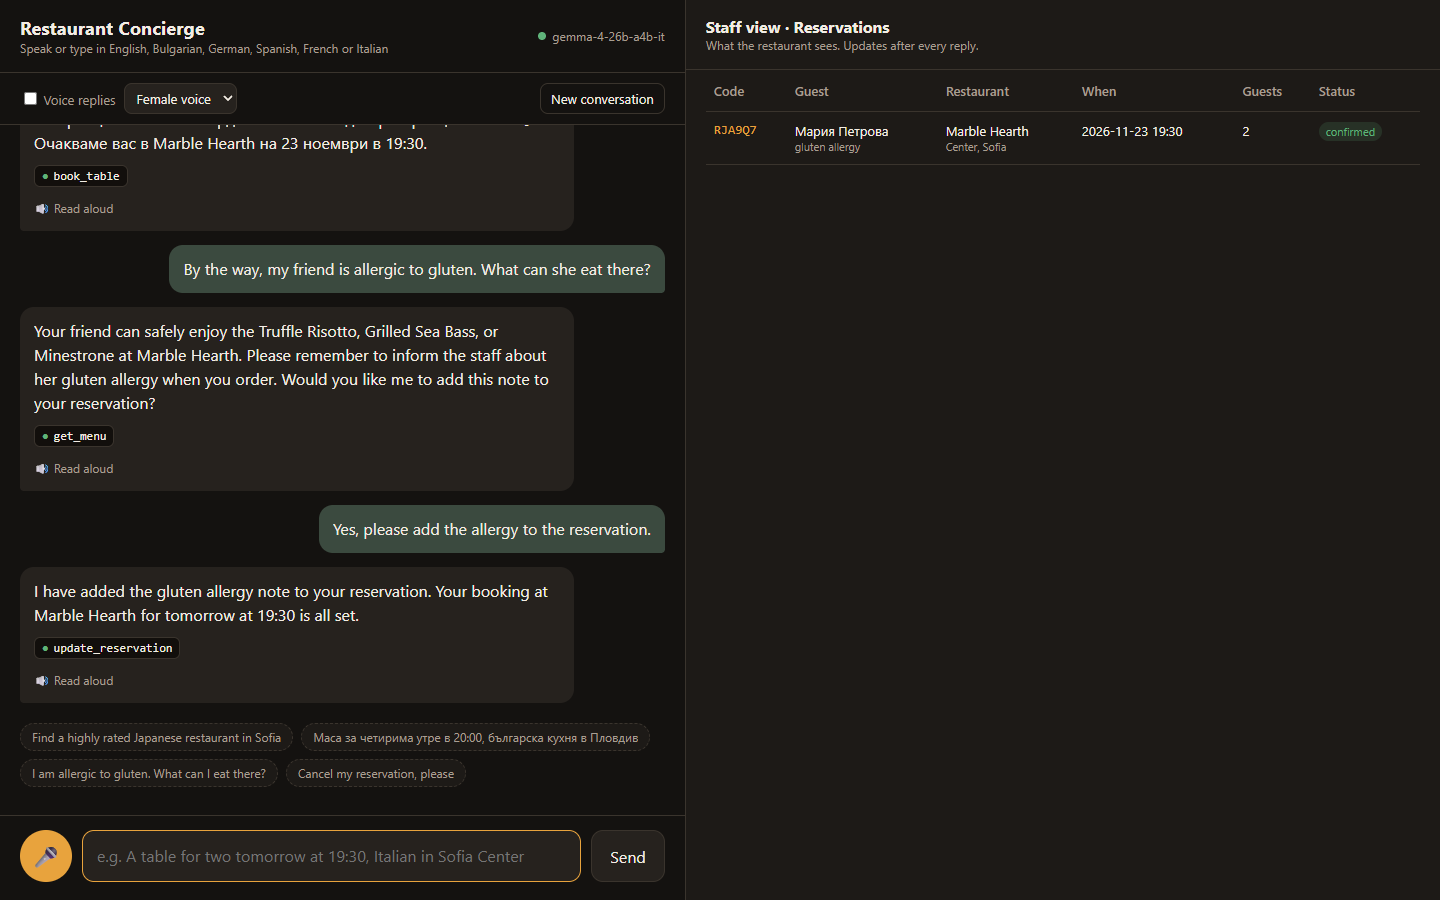 Restaurant Concierge
Speak or type in English, Bulgarian, German, Spanish, French or Italian
gemma-4-26b-a4b-it
Voice replies
Female voice
New conversation
Очакваме вас в Marble Hearth на 23 ноември в 19:30.
book_table
Read aloud
By the way, my friend is allergic to gluten. What can she eat there?
Your friend can safely enjoy the Truffle Risotto, Grilled Sea Bass, or
Minestrone at Marble Hearth. Please remember to inform the staff about
her gluten allergy when you order. Would you like me to add this note to
your reservation?
get_menu
Read aloud
Yes, please add the allergy to the reservation.
I have added the gluten allergy note to your reservation. Your booking at
Marble Hearth for tomorrow at 19:30 is all set.
update_reservation
Read aloud
Find a highly rated Japanese restaurant in Sofia
Маса за четирима утре в 20:00, българска кухня в Пловдив
I am allergic to gluten. What can I eat there?
Cancel my reservation, please
e.g. A table for two tomorrow at 19:30, Italian in Sofia Center
Send
Staff view · Reservations
What the restaurant sees. Updates after every reply.
Code Guest Restaurant When Guests Status
RJA9Q7 Мария Петрова Marble Hearth 2026-11-23 19:30 2 confirmed
gluten allergy Center, Sofia